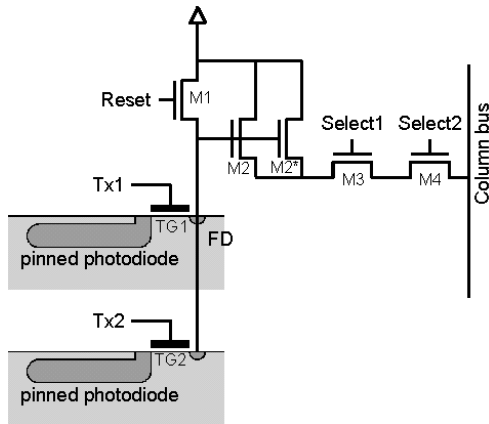 Reset
M1
M2
M2*
Select1
Select2
M3
M4
Column bus
Tx1
TG1
FD
pinned photodiode
Tx2
TG2
pinned photodiode